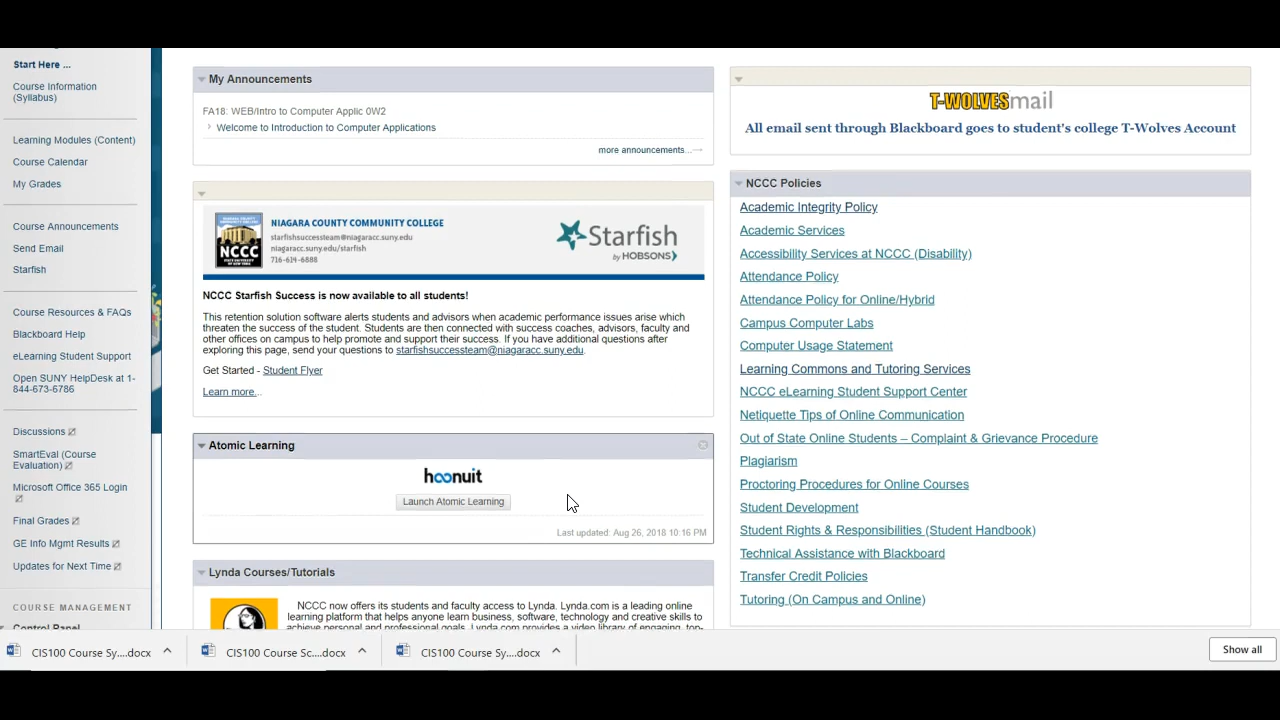 Start Here ...
Course Information
(Syllabus)
Learning Modules (Content)
Course Calendar
My Grades
Course Announcements
Send Email
Starfish
Course Resources & FAQs
Blackboard Help
eLearning Student Support
Open SUNY HelpDesk at 1-
844-673-6786
Discussions
SmartEval (Course
Evaluation)
Microsoft Office 365 Login
Final Grades
GE Info Mgmt Results
Updates for Next Time
COURSE MANAGEMENT
Control Panel
My Announcements
FA18: WEB/Intro to Computer Applic 0W2
Welcome to Introduction to Computer Applications
more announcements...
NCCC
NIAGARA COUNTY COMMUNITY COLLEGE
starfishsuccessteam@niagaracc.suny.edu
niagaracc.suny.edu/starfish
716-614-6888
Starfish
by HOBSONS
NCCC Starfish Success is now available to all students!
This retention solution software alerts students and advisors when academic performance issues arise which
threaten the success of the student. Students are then connected with success coaches, advisors, faculty and
other offices on campus to help promote and support their success. If you have additional questions after
exploring this page, send your questions to starfishsuccessteam@niagaracc.suny.edu.
Get Started - Student Flyer
Learn more...
Atomic Learning
hoonuit
Launch Atomic Learning
Last updated: Aug 26, 2018 10:16 PM
Lynda Courses/Tutorials
NCCC now offers its students and faculty access to Lynda. Lynda.com is a leading online
learning platform that helps anyone learn business, software, technology and creative skills to
achieve personal and professional goals. Lynda.com provides a video library of engaging, top-
T-WOLVESmail
All email sent through Blackboard goes to student's college T-Wolves Account
NCCC Policies
Academic Integrity Policy
Academic Services
Accessibility Services at NCCC (Disability)
Attendance Policy
Attendance Policy for Online/Hybrid
Campus Computer Labs
Computer Usage Statement
Learning Commons and Tutoring Services
NCCC eLearning Student Support Center
Netiquette Tips of Online Communication
Out of State Online Students – Complaint & Grievance Procedure
Plagiarism
Proctoring Procedures for Online Courses
Student Development
Student Rights & Responsibilities (Student Handbook)
Technical Assistance with Blackboard
Transfer Credit Policies
Tutoring (On Campus and Online)
CIS100 Course Sy....docx
CIS100 Course Sc....docx
CIS100 Course Sy....docx
Show all